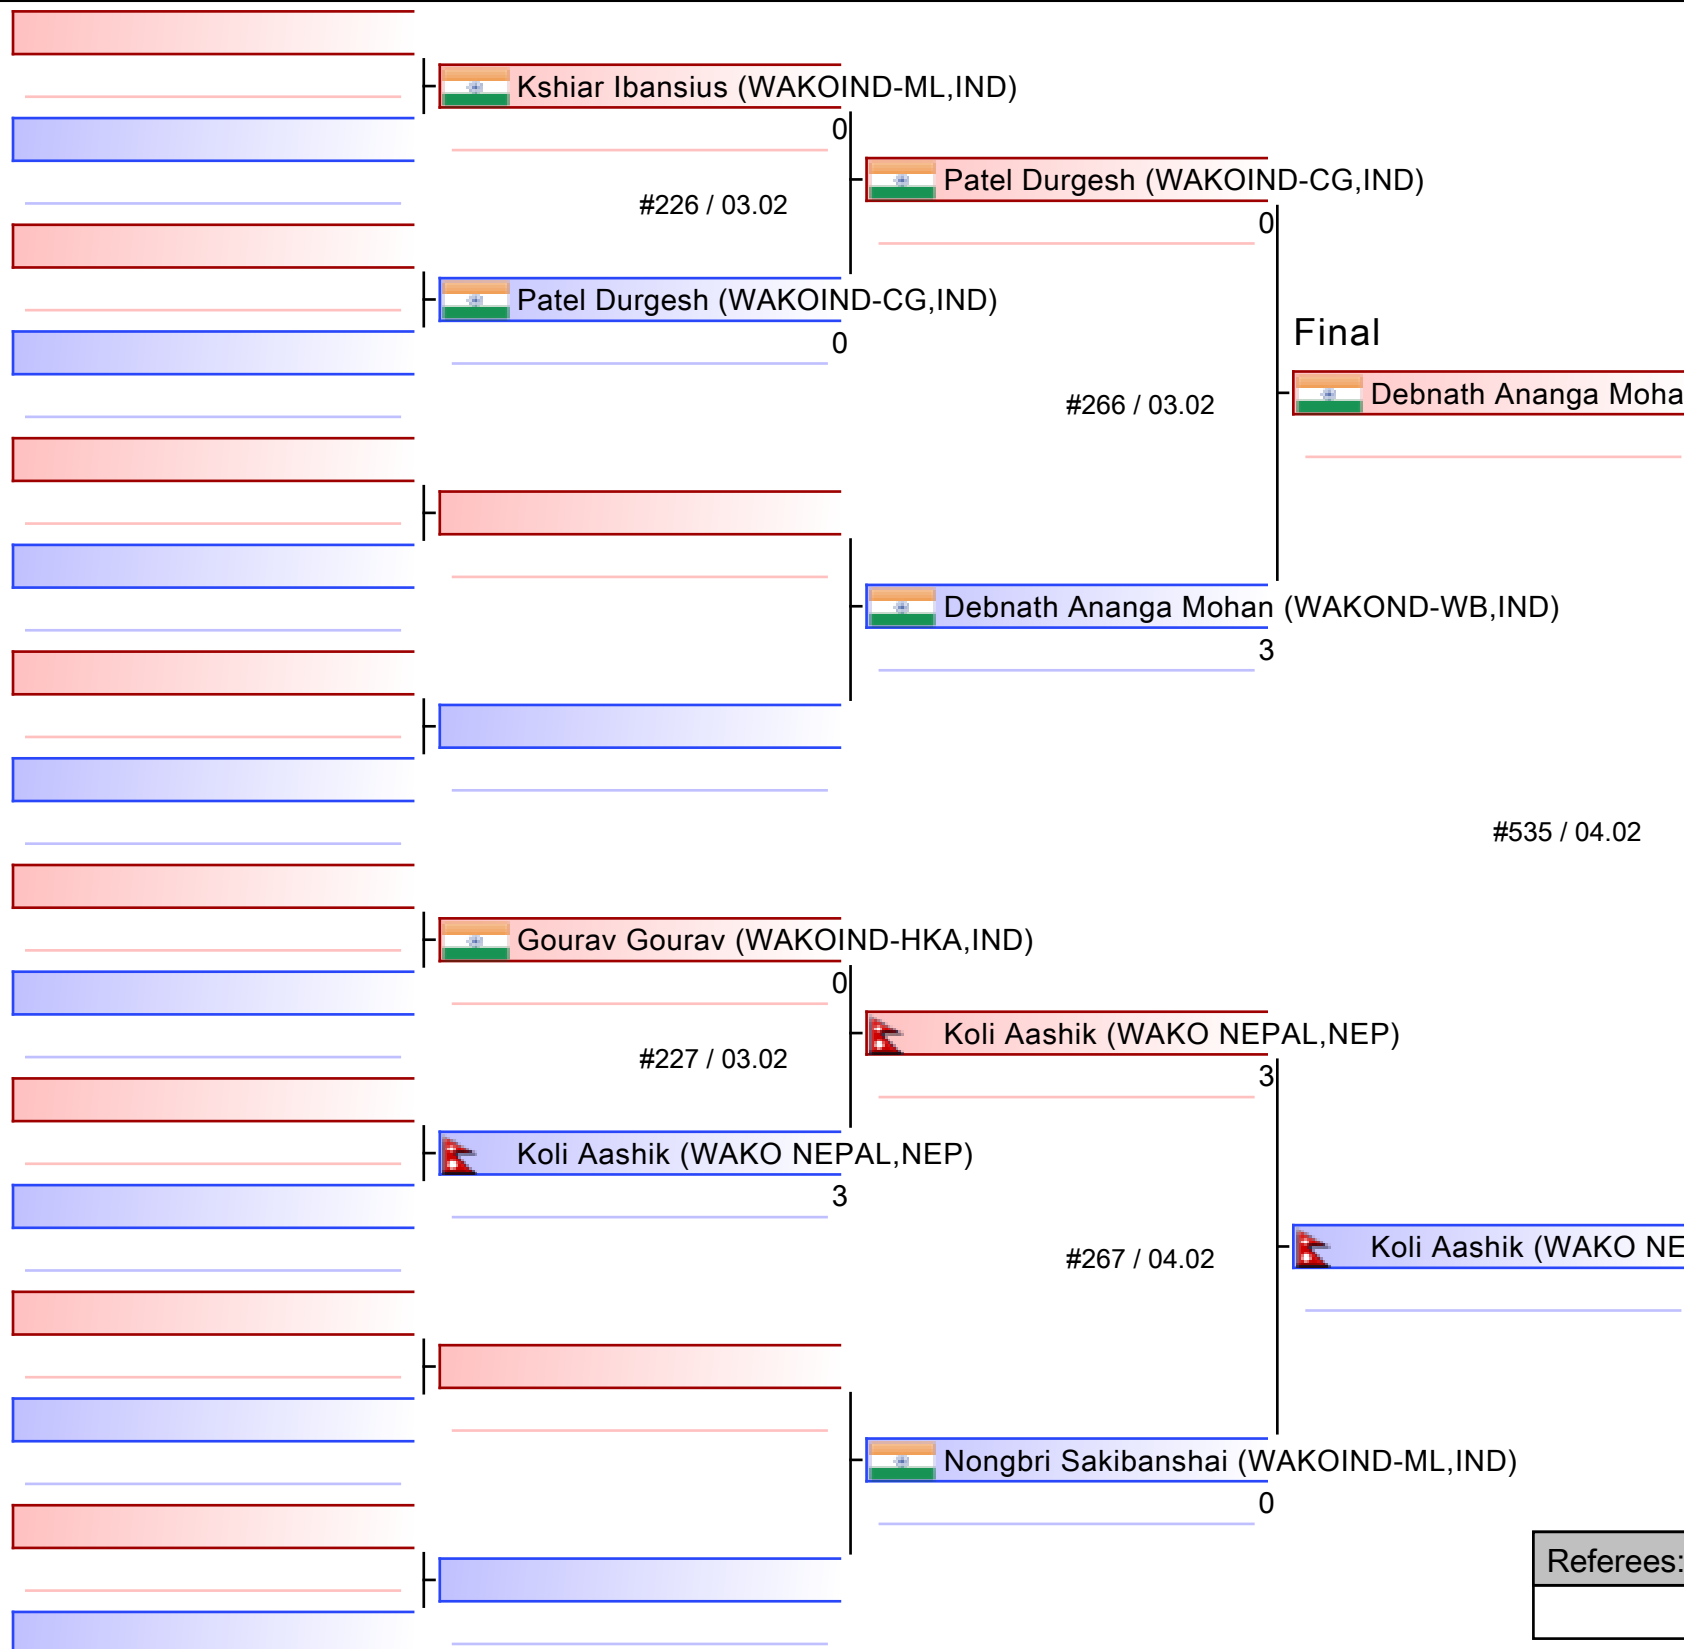 Kshiar Ibansius (WAKOIND-ML,IND)
0
Patel Durgesh (WAKOIND-CG,IND)
0
#226 / 03.02
Patel Durgesh (WAKOIND-CG,IND)
0
Final
#266 / 03.02
Debnath Ananga Moha
Debnath Ananga Mohan (WAKOND-WB,IND)
3
#535 / 04.02
Gourav Gourav (WAKOIND-HKA,IND)
0
Koli Aashik (WAKO NEPAL,NEP)
3
#227 / 03.02
Koli Aashik (WAKO NEPAL,NEP)
3
#267 / 04.02
Koli Aashik (WAKO NE
Nongbri Sakibanshai (WAKOIND-ML,IND)
0
Referees: